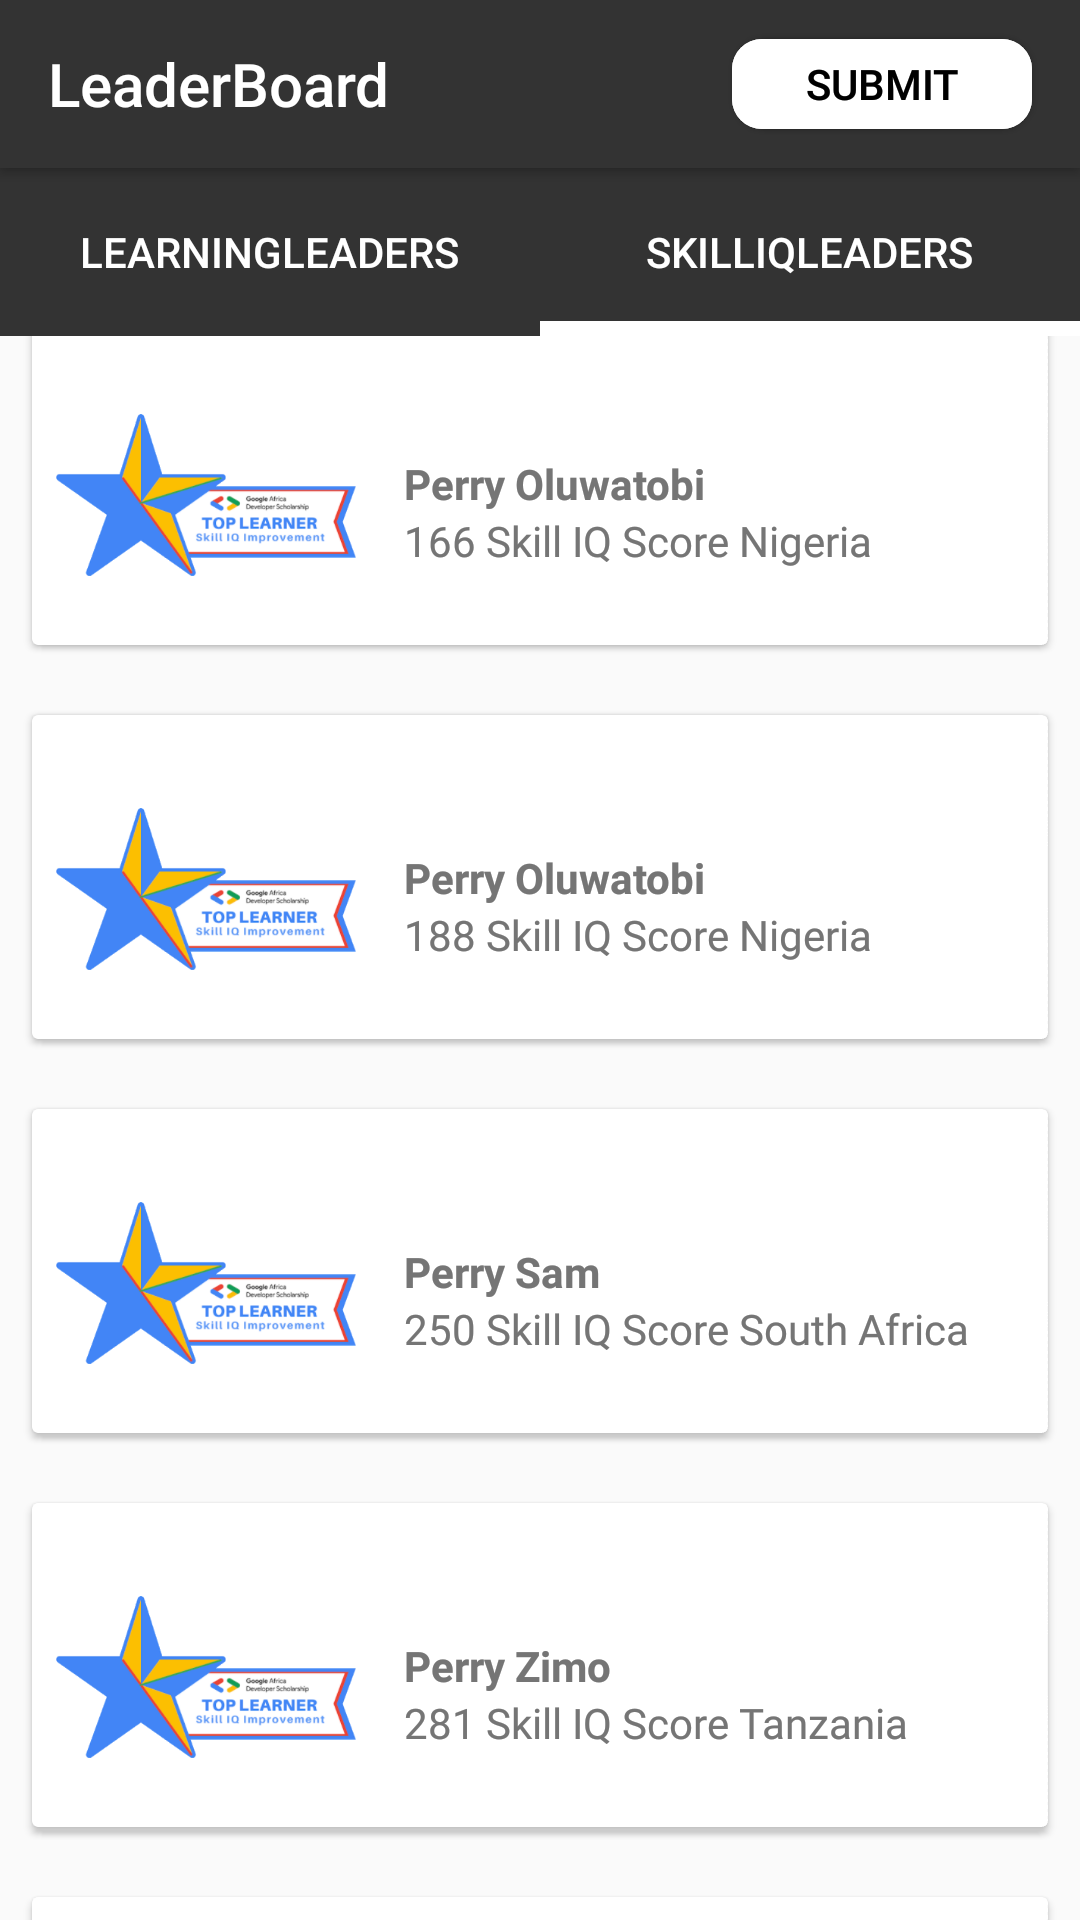 LeaderBoard
SUBMIT
LEARNINGLEADERS
SKILLIQLEADERS
Google Africa
Developer Scholarship
TOP LEARNER
Skill IQ Improvement
Perry Oluwatobi
166 Skill IQ Score Nigeria
Google Africa
Developer Scholarship
TOP LEARNER
Skill IQ Improvement
Perry Oluwatobi
188 Skill IQ Score Nigeria
Google Africa
Developer Scholarship
TOP LEARNER
Skill IQ Improvement
Perry Sam
250 Skill IQ Score South Africa
Google Africa
Developer Scholarship
TOP LEARNER
Skill IQ Improvement
Perry Zimo
281 Skill IQ Score Tanzania